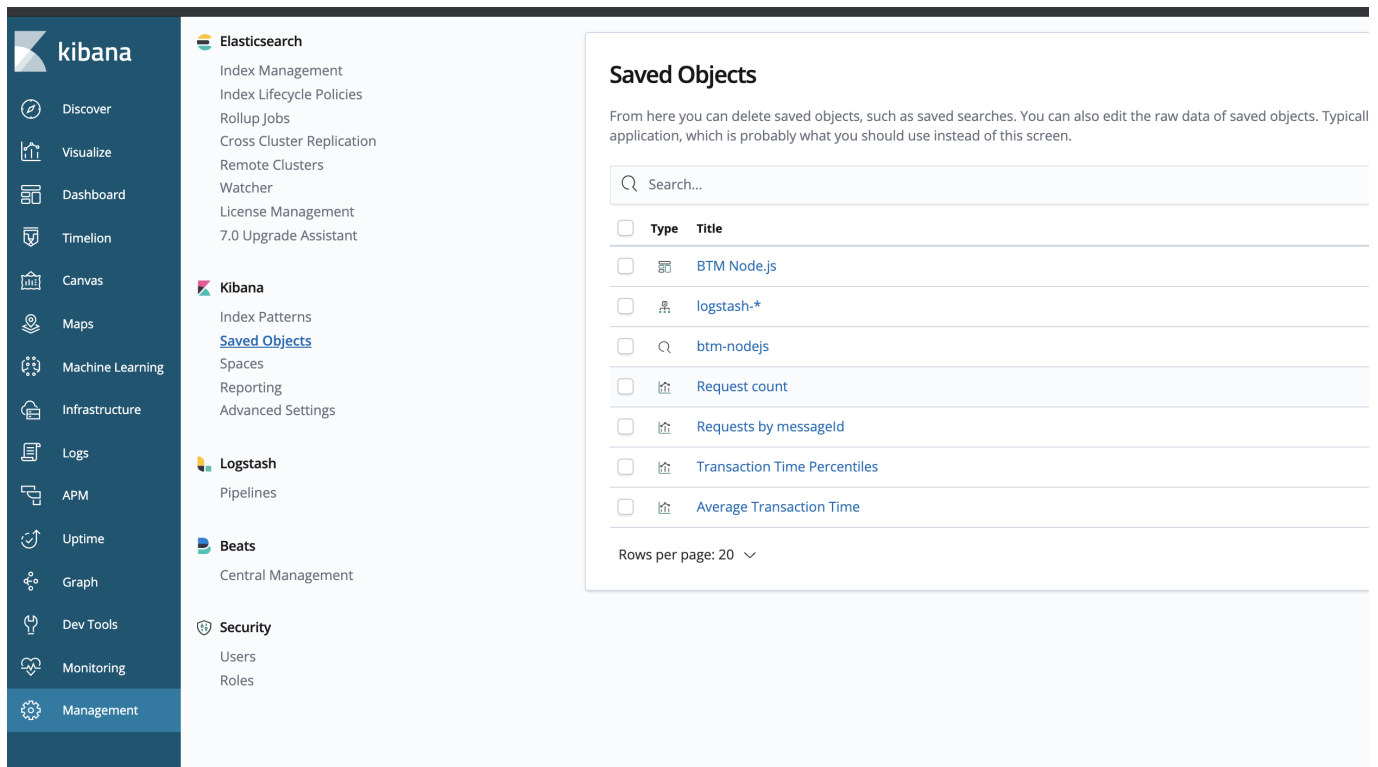 kibana
Discover
Visualize
Dashboard
Timelion
Canvas
Maps
Machine Learning
Infrastructure
Logs
APM
Uptime
Graph
Dev Tools
Monitoring
Management
Elasticsearch
Index Management
Index Lifecycle Policies
Rollup Jobs
Cross Cluster Replication
Remote Clusters
Watcher
License Management
7.0 Upgrade Assistant
Kibana
Index Patterns
Saved Objects
Spaces
Reporting
Advanced Settings
Logstash
Pipelines
Beats
Central Management
Security
Users
Roles
Saved Objects
From here you can delete saved objects, such as saved searches. You can also edit the raw data of saved objects. Typicall
application, which is probably what you should use instead of this screen.
Search...
Type Title
BTM Node.js
logstash-*
btm-nodejs
Request count
Requests by messageId
Transaction Time Percentiles
Average Transaction Time
Rows per page: 20